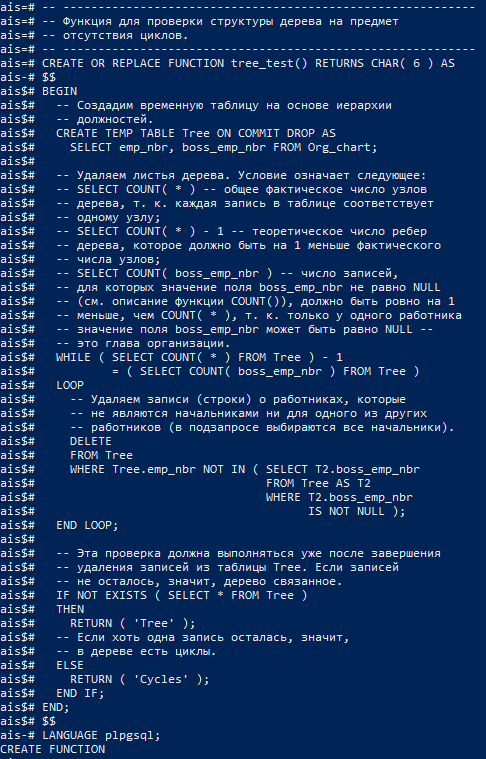 ais=# -- -----------------------------------------------------------
ais=# -- Функция для проверки структуры дерева на предмет
ais=# -- отсутствия циклов.
ais=# -- -----------------------------------------------------------
ais=# CREATE OR REPLACE FUNCTION tree_test() RETURNS CHAR( 6 ) AS
ais-# $$
ais$# BEGIN
ais$#   -- Создадим временную таблицу на основе иерархии
ais$#   -- должностей.
ais$#   CREATE TEMP TABLE Tree ON COMMIT DROP AS
ais$#     SELECT emp_nbr, boss_emp_nbr FROM Org_chart;
ais$#
ais$#   -- Удаляем листья дерева. Условие означает следующее:
ais$#   -- SELECT COUNT( * ) -- общее фактическое число узлов
ais$#   -- дерева, т. к. каждая запись в таблице соответствует
ais$#   -- одному узлу;
ais$#   -- SELECT COUNT( * ) - 1 -- теоретическое число ребер
ais$#   -- дерева, которое должно быть на 1 меньше фактического
ais$#   -- числа узлов;
ais$#   -- SELECT COUNT( boss_emp_nbr ) -- число записей,
ais$#   -- для которых значение поля boss_emp_nbr не равно NULL
ais$#   -- (см. описание функции COUNT()), должно быть ровно на 1
ais$#   -- меньше, чем COUNT( * ), т. к. только у одного работника
ais$#   -- значение поля boss_emp_nbr может быть равно NULL --
ais$#   -- это глава организации.
ais$#   WHILE ( SELECT COUNT( * ) FROM Tree ) - 1
ais$#           = ( SELECT COUNT( boss_emp_nbr ) FROM Tree )
ais$#   LOOP
ais$#     -- Удаляем записи (строки) о работниках, которые
ais$#     -- не являются начальниками ни для одного из других
ais$#     -- работников (в подзапросе выбираются все начальники).
ais$#     DELETE
ais$#     FROM Tree
ais$#     WHERE Tree.emp_nbr NOT IN ( SELECT T2.boss_emp_nbr
ais$#                                 FROM Tree AS T2
ais$#                                 WHERE T2.boss_emp_nbr
ais$#                                       IS NOT NULL );
ais$#   END LOOP;
ais$#
ais$#   -- Эта проверка должна выполняться уже после завершения
ais$#   -- удаления записей из таблицы Tree. Если записей
ais$#   -- не осталось, значит, дерево связанное.
ais$#   IF NOT EXISTS ( SELECT * FROM Tree )
ais$#   THEN
ais$#     RETURN ( 'Tree' );
ais$#   -- Если хоть одна запись осталась, значит,
ais$#   -- в дереве есть циклы.
ais$#   ELSE
ais$#     RETURN ( 'Cycles' );
ais$#   END IF;
ais$# END;
ais$# $$
ais-# LANGUAGE plpgsql;
CREATE FUNCTION